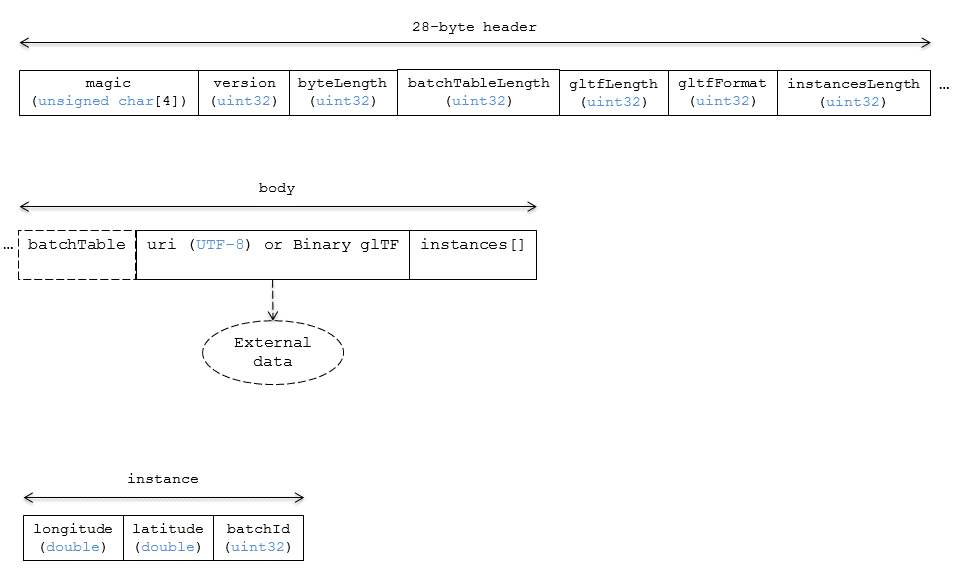 28-byte header
magic version byteLength batchTableLength gltfLength gltfFormat instancesLength …
(unsigned char[4]) (uint32) (uint32) (uint32) (uint32) (uint32) (uint32)
body
… batchTable uri (UTF-8) or Binary glTF instances[]
External
data
instance
longitude latitude batchId
(double) (double) (uint32)